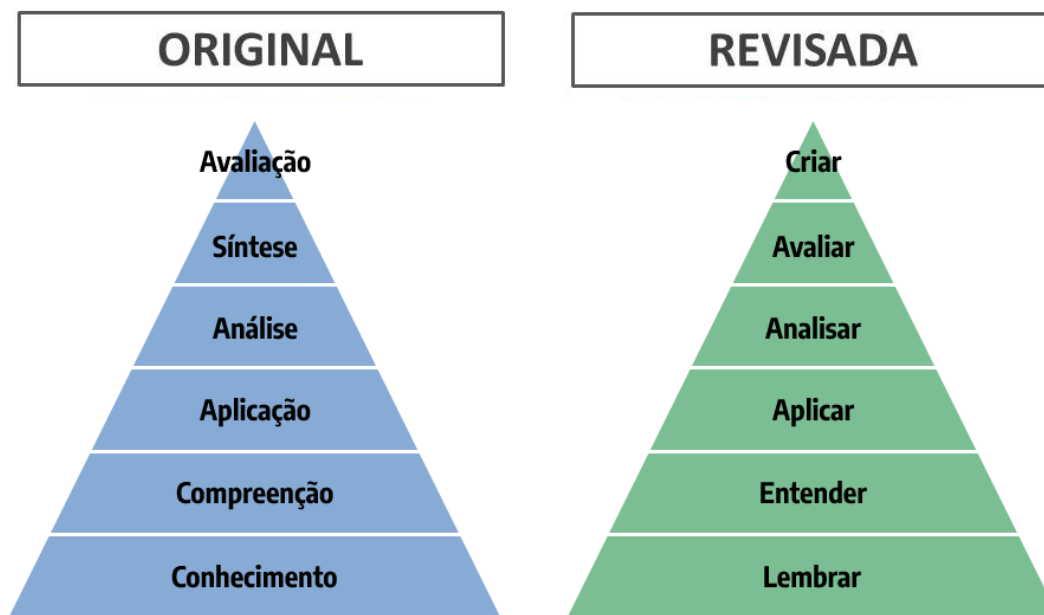 ORIGINAL
Avaliação
Síntese
Análise
Aplicação
Compreenção
Conhecimento
REVISADA
Criar
Avaliar
Analisar
Aplicar
Entender
Lembrar